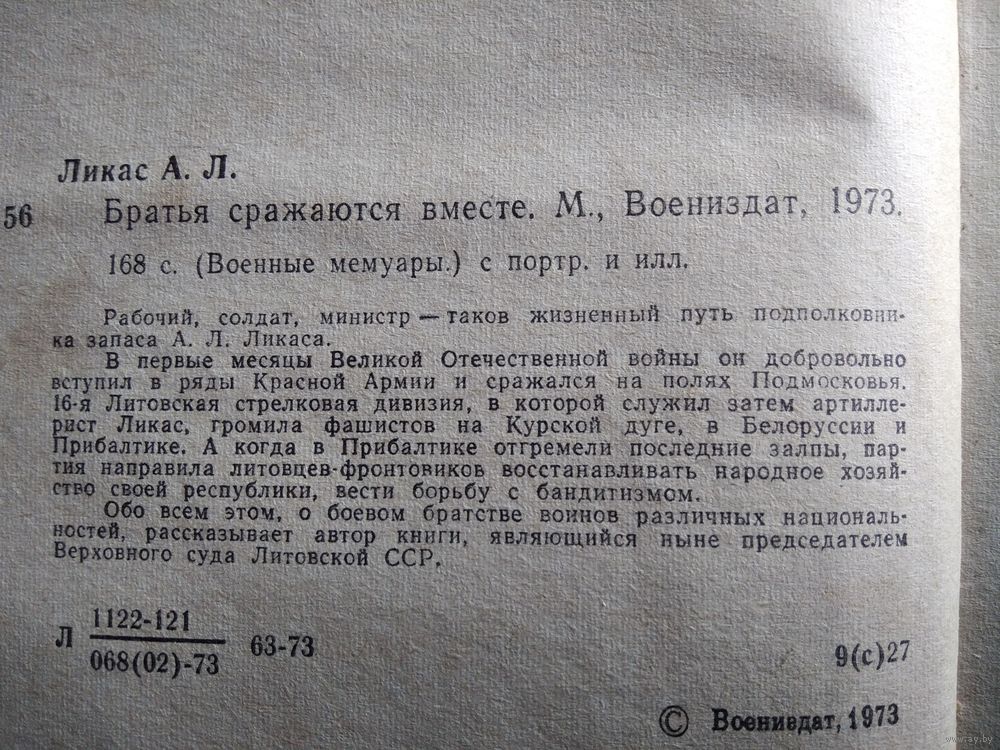 Ликас А. Л.
56 Братья сражаются вместе. М., Воениздат, 1973.
168 с. (Военные мемуары.) с портр. и илл.
Рабочий, солдат, министр — таков жизненный путь подполковни-
ка запаса А. Л. Ликаса.
В первые месяцы Великой Отечественной войны он добровольно
вступил в ряды Красной Армии и сражался на полях Подмосковья.
16-я Литовская стрелковая дивизия, в которой служил затем артилле-
рист Ликас, громила фашистов на Курской дуге, в Белоруссии и
Прибалтике. А когда в Прибалтике отгремели последние залпы, пар-
тия направила литовцев-фронтовиков восстанавливать народное хозяй-
ство своей республики, вести борьбу с бандитизмом.
Обо всем этом, о боевом братстве воинов различных националь-
ностей, рассказывает автор книги, являющийся ныне председателем
Верховного суда Литовской ССР.
1122-121
Л 63-73
068(02)-73
9(с)27
© Воениздат, 1973
www.ay.by